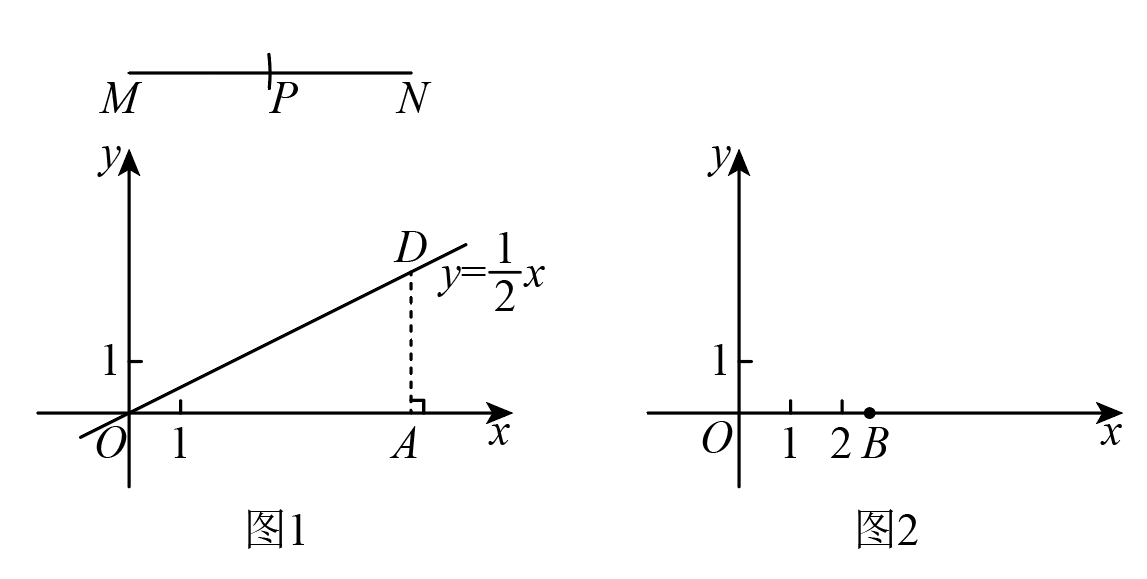 M P N
y
D
y=1/2x
1
O 1 A x
图1
y
1
O 1 2 B x
图2